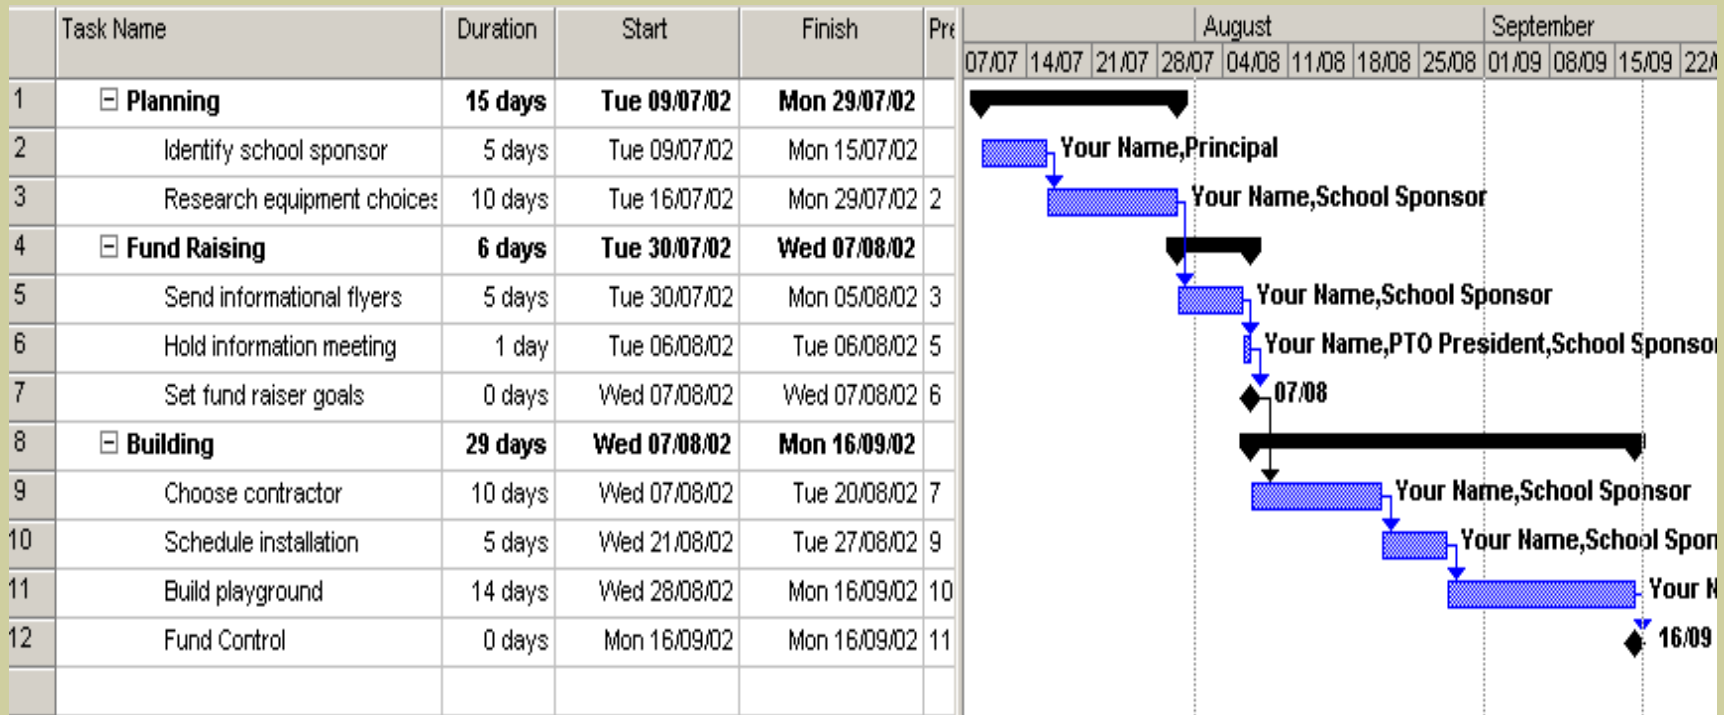 Task Name Duration Start Finish Pre August September
07/07 14/07 21/07 28/07 04/08 11/08 18/08 25/08 01/09 08/09 15/09 22/
1 Planning 15 days Tue 09/07/02 Mon 29/07/02
2 Identify school sponsor 5 days Tue 09/07/02 Mon 15/07/02 Your Name,Principal
3 Research equipment choices 10 days Tue 16/07/02 Mon 29/07/02 2 Your Name,School Sponsor
4 Fund Raising 6 days Tue 30/07/02 Wed 07/08/02
5 Send informational flyers 5 days Tue 30/07/02 Mon 05/08/02 3 Your Name,School Sponsor
6 Hold information meeting 1 day Tue 06/08/02 Tue 06/08/02 5 Your Name,PTO President,School Sponsor
7 Set fund raiser goals 0 days Wed 07/08/02 Wed 07/08/02 6 07/08
8 Building 29 days Wed 07/08/02 Mon 16/09/02
9 Choose contractor 10 days Wed 07/08/02 Tue 20/08/02 7 Your Name,School Sponsor
10 Schedule installation 5 days Wed 21/08/02 Tue 27/08/02 9 Your Name,School Spon
11 Build playground 14 days Wed 28/08/02 Mon 16/09/02 10 Your N
12 Fund Control 0 days Mon 16/09/02 Mon 16/09/02 11 16/09